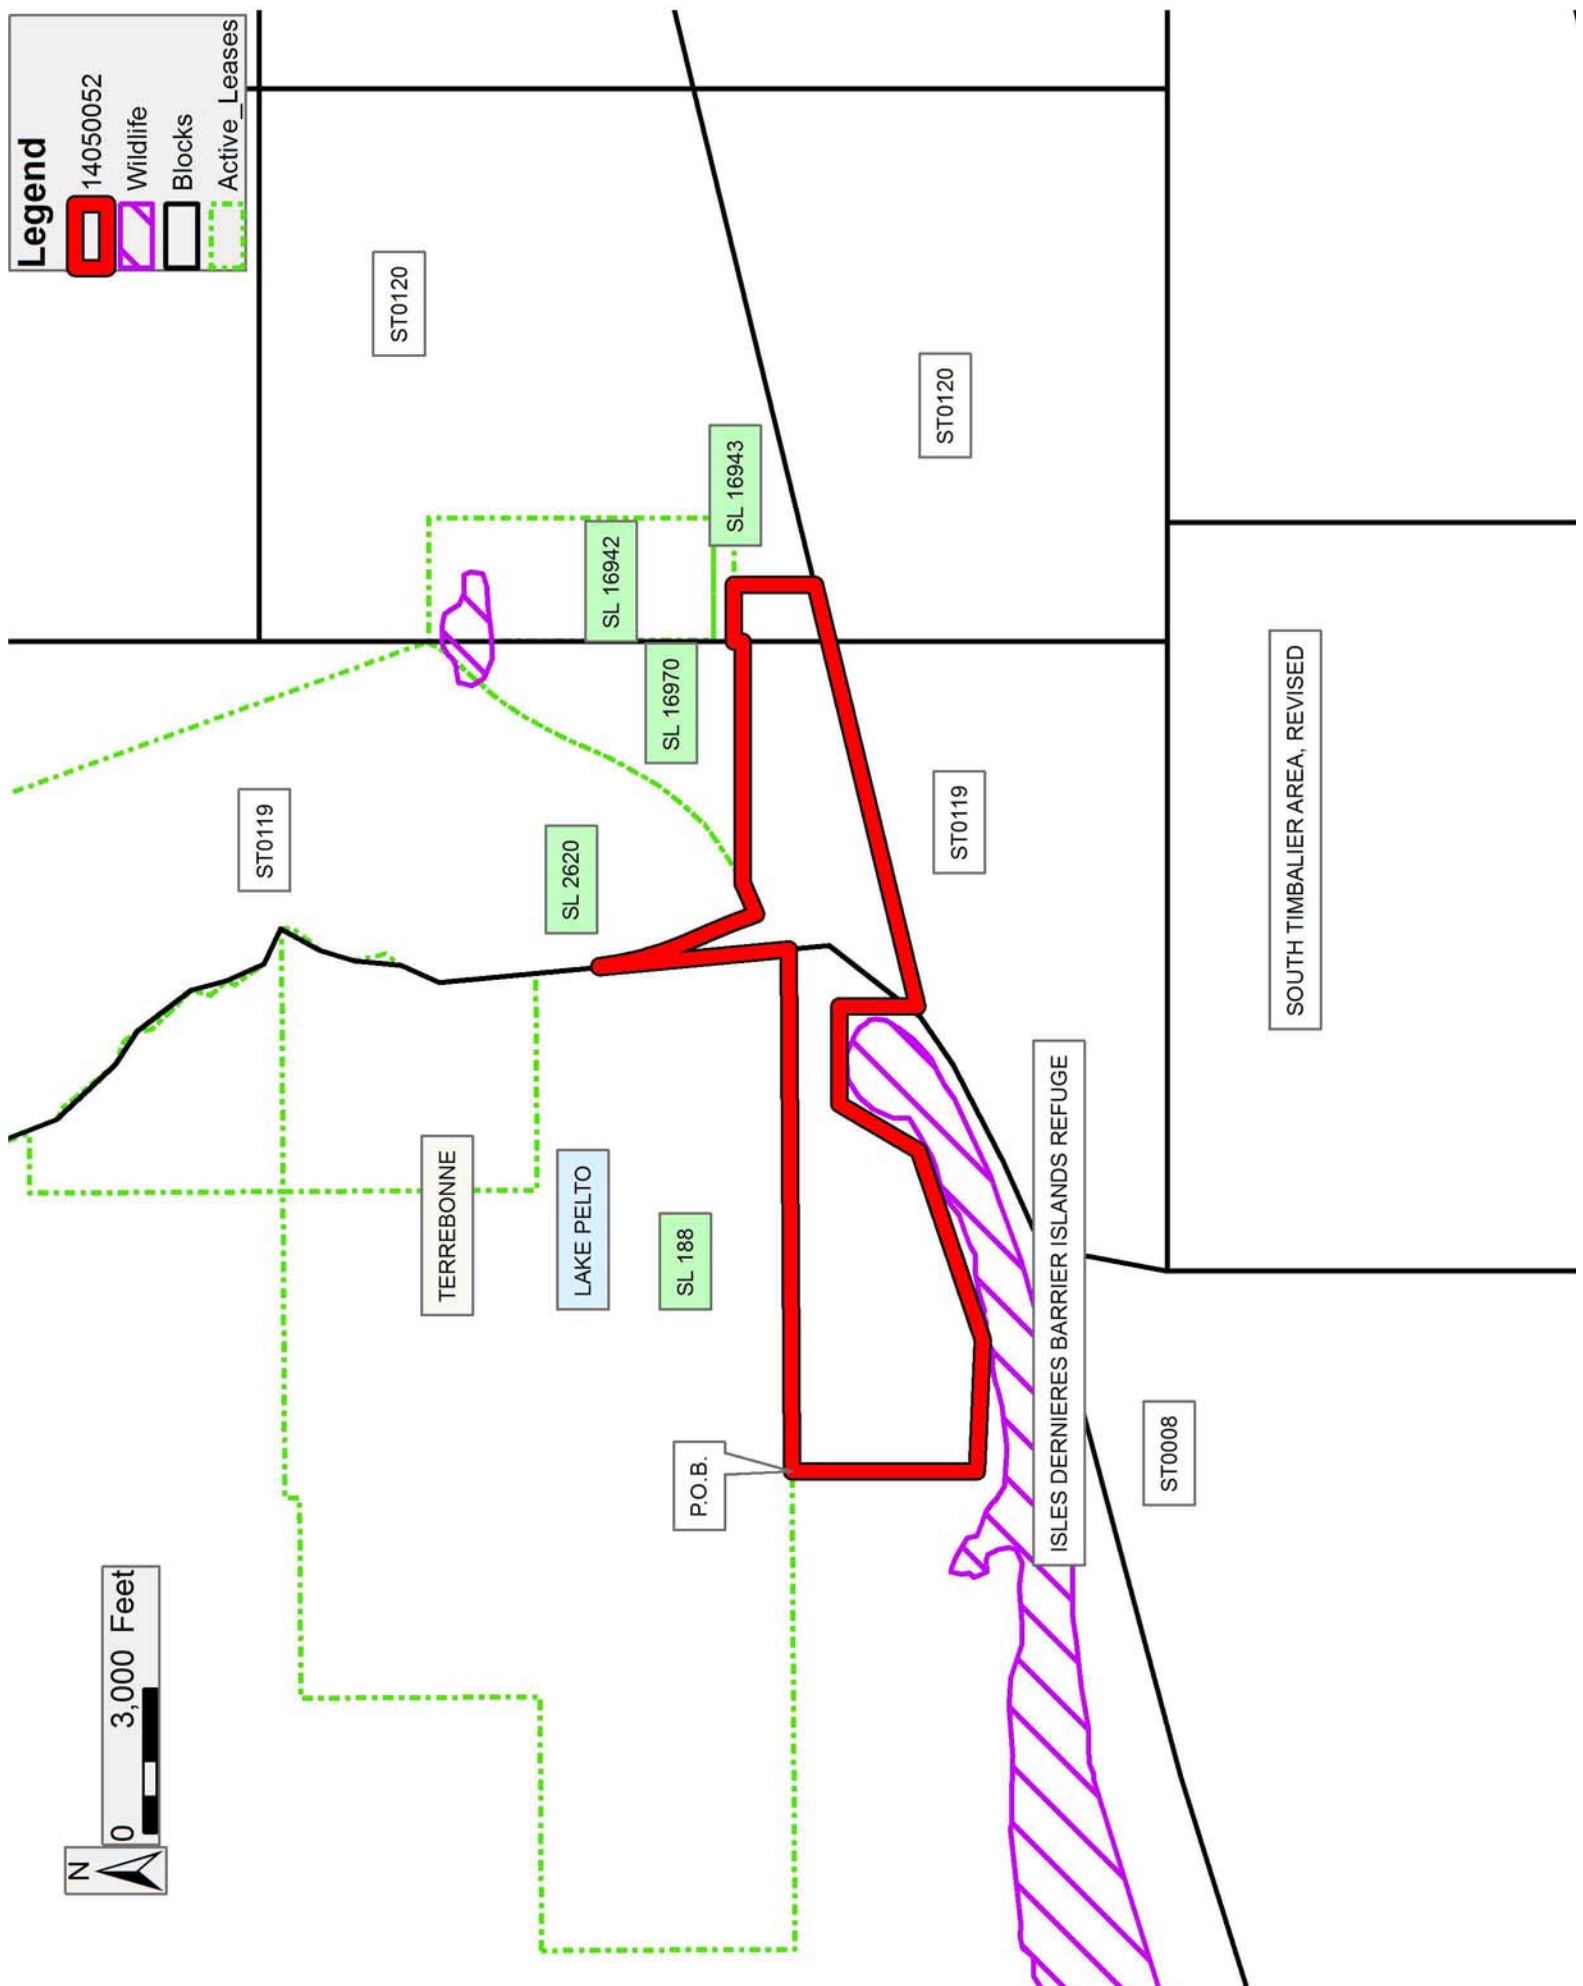 Legend
14050052
Wildlife
Blocks
Active_Leases
N
0 3,000 Feet
ST0119
ST0120
TERREBONNE
SL 2620
SL 16942
LAKE PELTO
SL 188
SL 16970
SL 16943
P.O.B.
ST0119
ST0120
ISLES DERNIERES BARRIER ISLANDS REFUGE
ST0008
SOUTH TIMBALIER AREA, REVISED